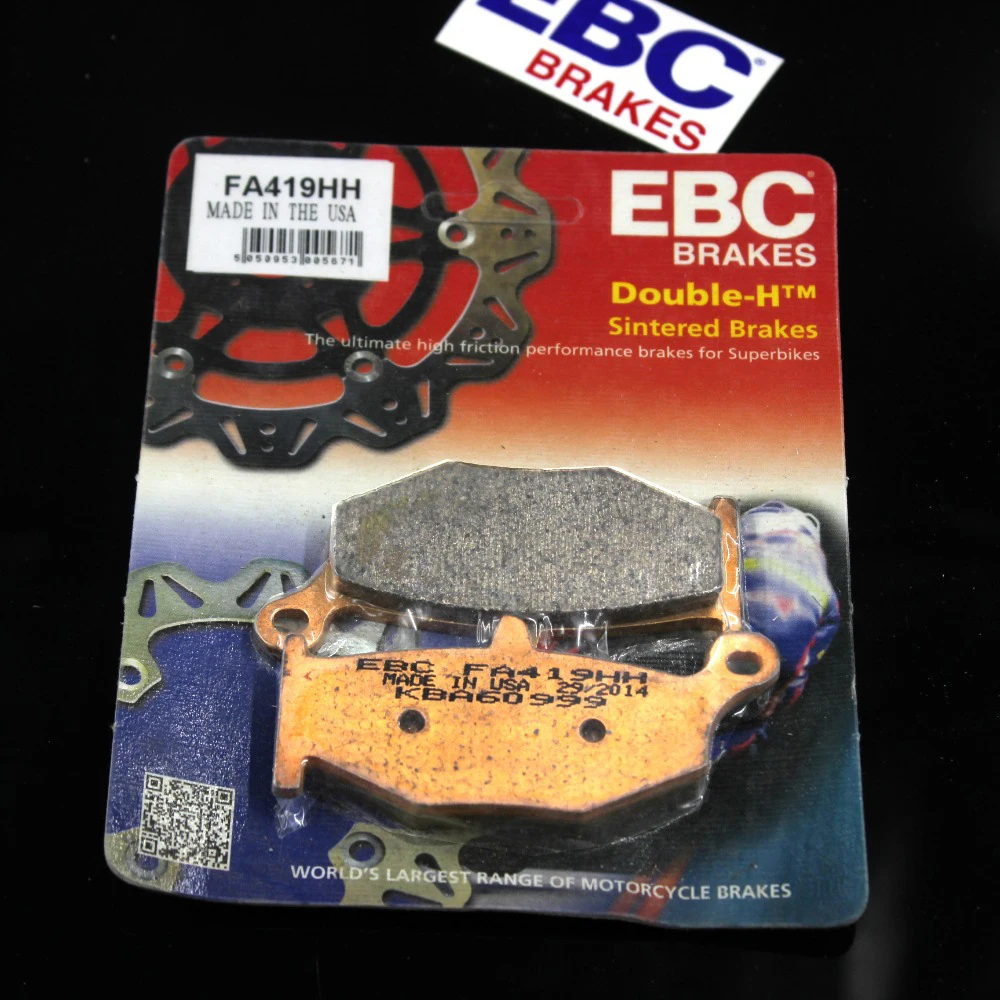 EBC®
BRAKES
FA419HH
MADE IN THE USA
5 050953 005671
EBC
BRAKES
Double-H™
Sintered Brakes
The ultimate high friction performance brakes for Superbikes
EBC FA419HH
MADE IN USA 29/2014
KBA60999
WORLD'S LARGEST RANGE OF MOTORCYCLE BRAKES